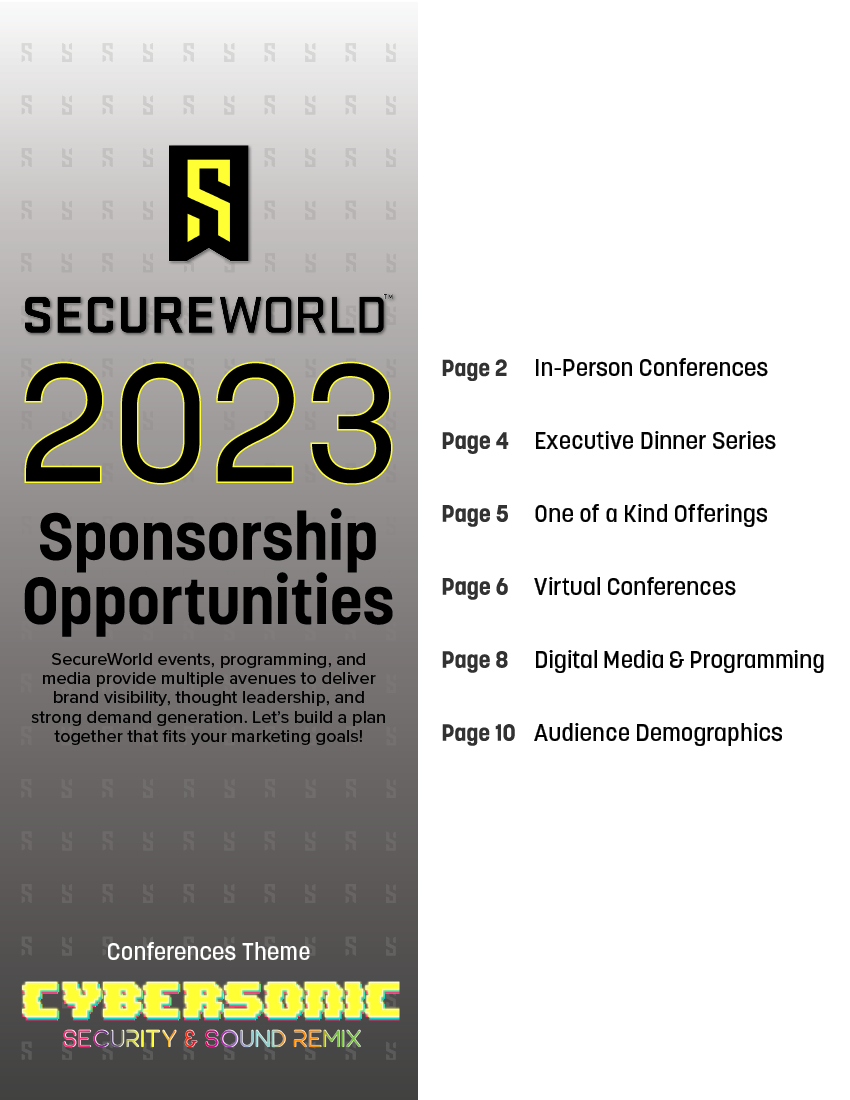 SECUREWORLD™
2023
Sponsorship
Opportunities
SecureWorld events, programming, and
media provide multiple avenues to deliver
brand visibility, thought leadership, and
strong demand generation. Let’s build a plan
together that fits your marketing goals!
Conferences Theme
CYBERSONIC
SECURITY & SOUND REMIX
Page 2 In-Person Conferences
Page 4 Executive Dinner Series
Page 5 One of a Kind Offerings
Page 6 Virtual Conferences
Page 8 Digital Media & Programming
Page 10 Audience Demographics